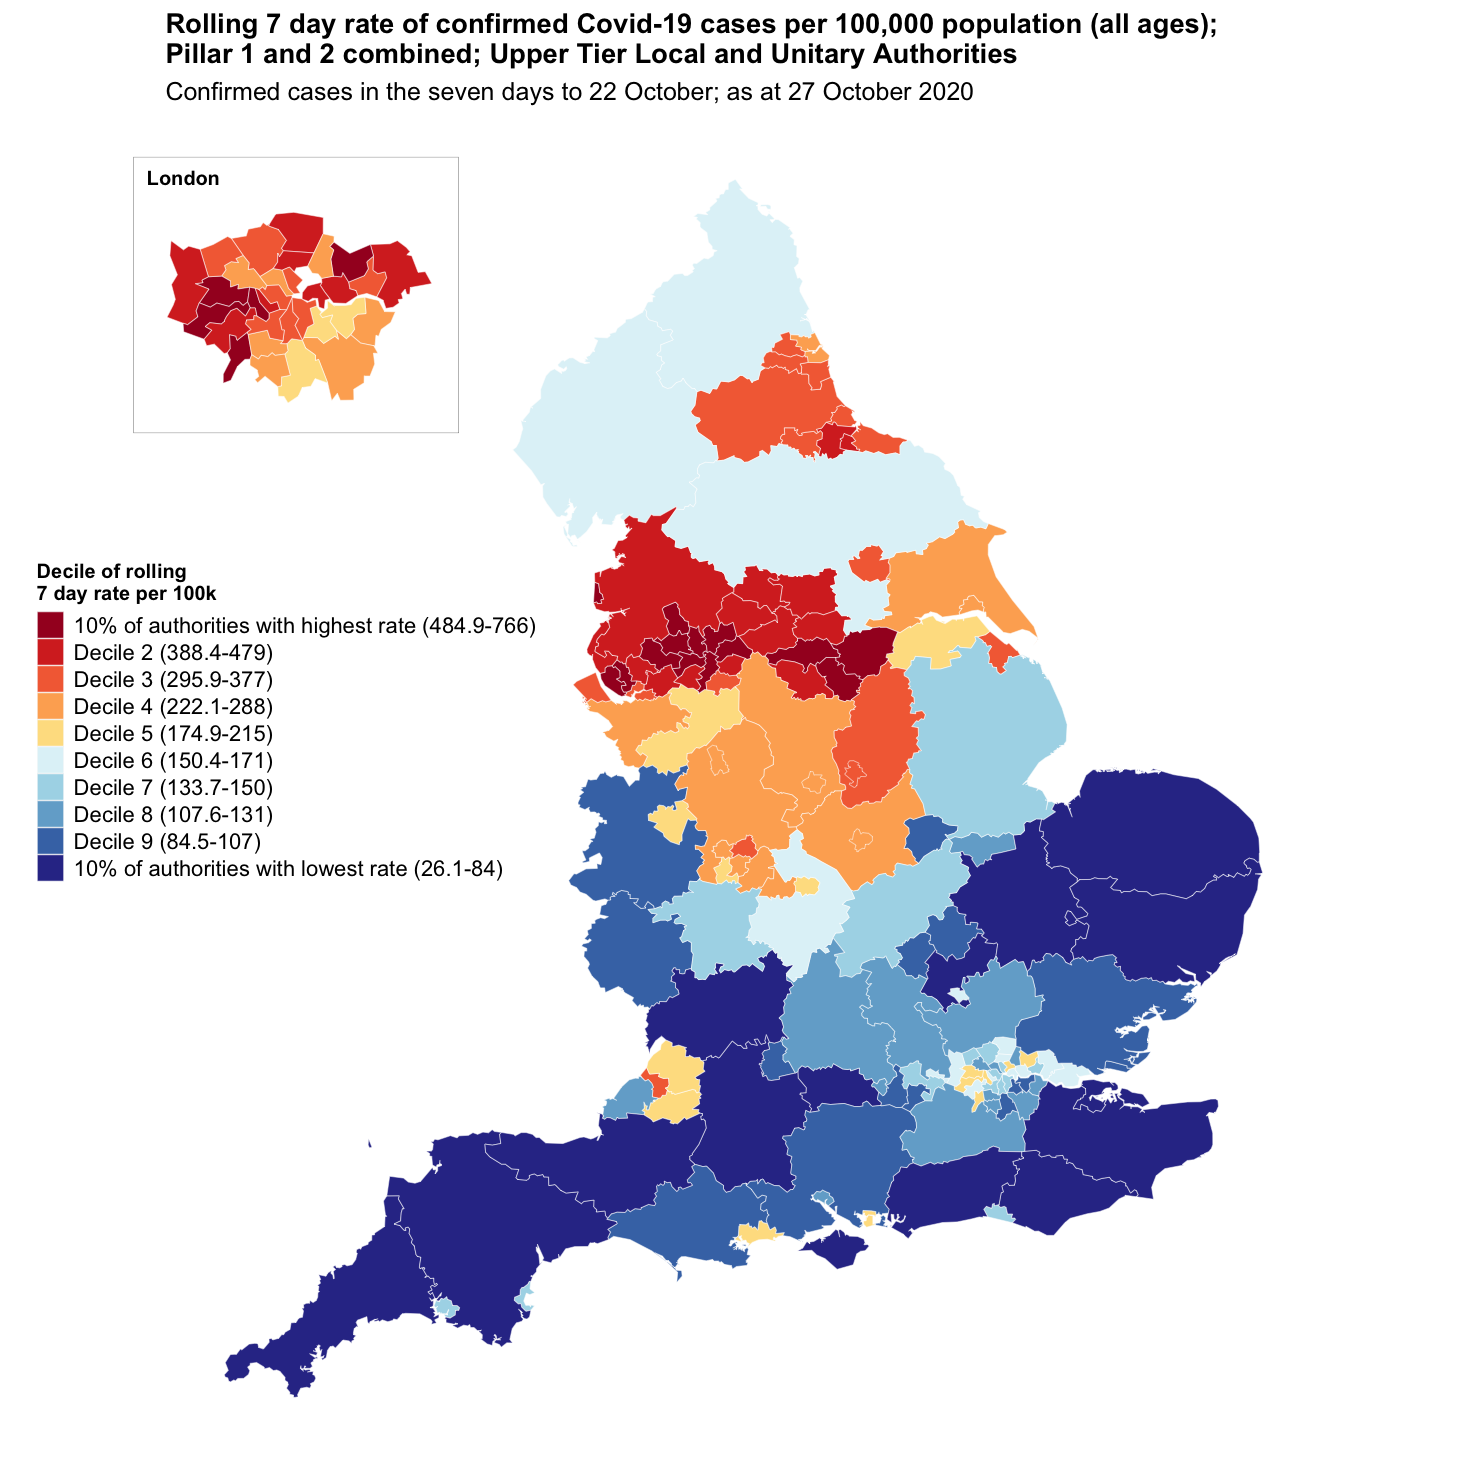 Rolling 7 day rate of confirmed Covid-19 cases per 100,000 population (all ages);
Pillar 1 and 2 combined; Upper Tier Local and Unitary Authorities
Confirmed cases in the seven days to 22 October; as at 27 October 2020
London
Decile of rolling
7 day rate per 100k
10% of authorities with highest rate (484.9-766)
Decile 2 (388.4-479)
Decile 3 (295.9-377)
Decile 4 (222.1-288)
Decile 5 (174.9-215)
Decile 6 (150.4-171)
Decile 7 (133.7-150)
Decile 8 (107.6-131)
Decile 9 (84.5-107)
10% of authorities with lowest rate (26.1-84)